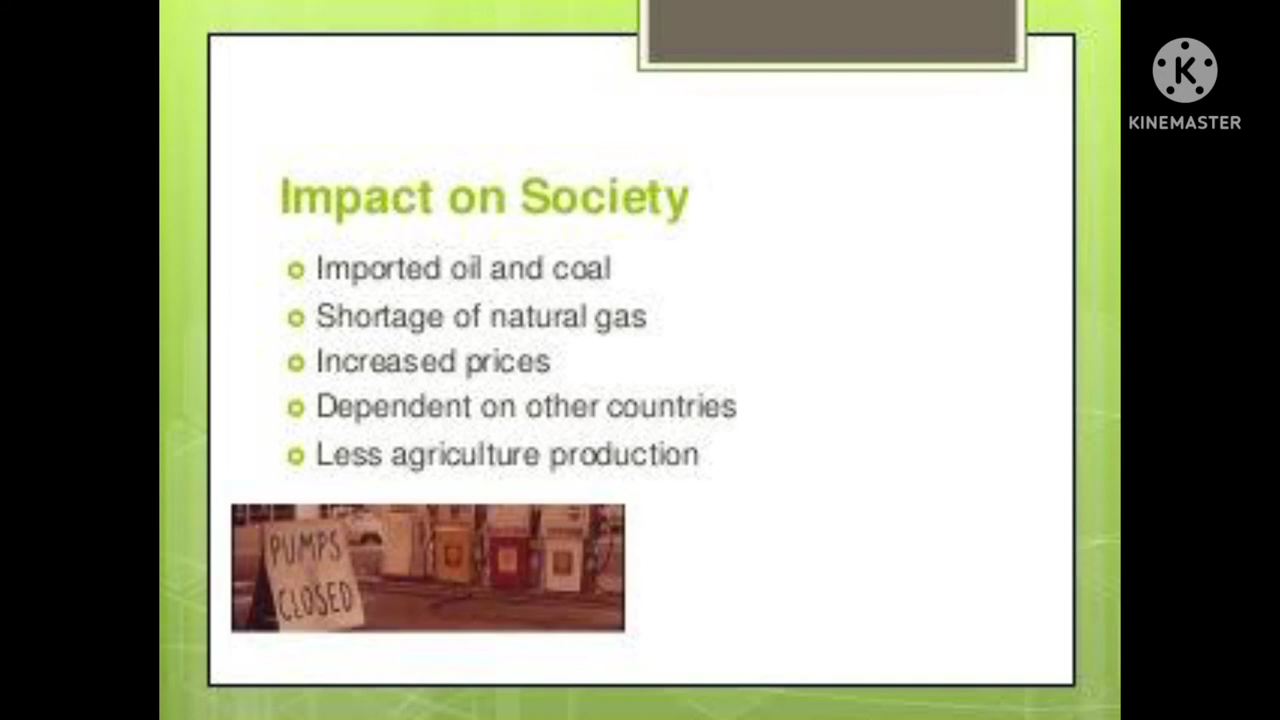 KINEMASTER
Impact on Society
Imported oil and coal
Shortage of natural gas
Increased prices
Dependent on other countries
Less agriculture production
PUMPS
CLOSED